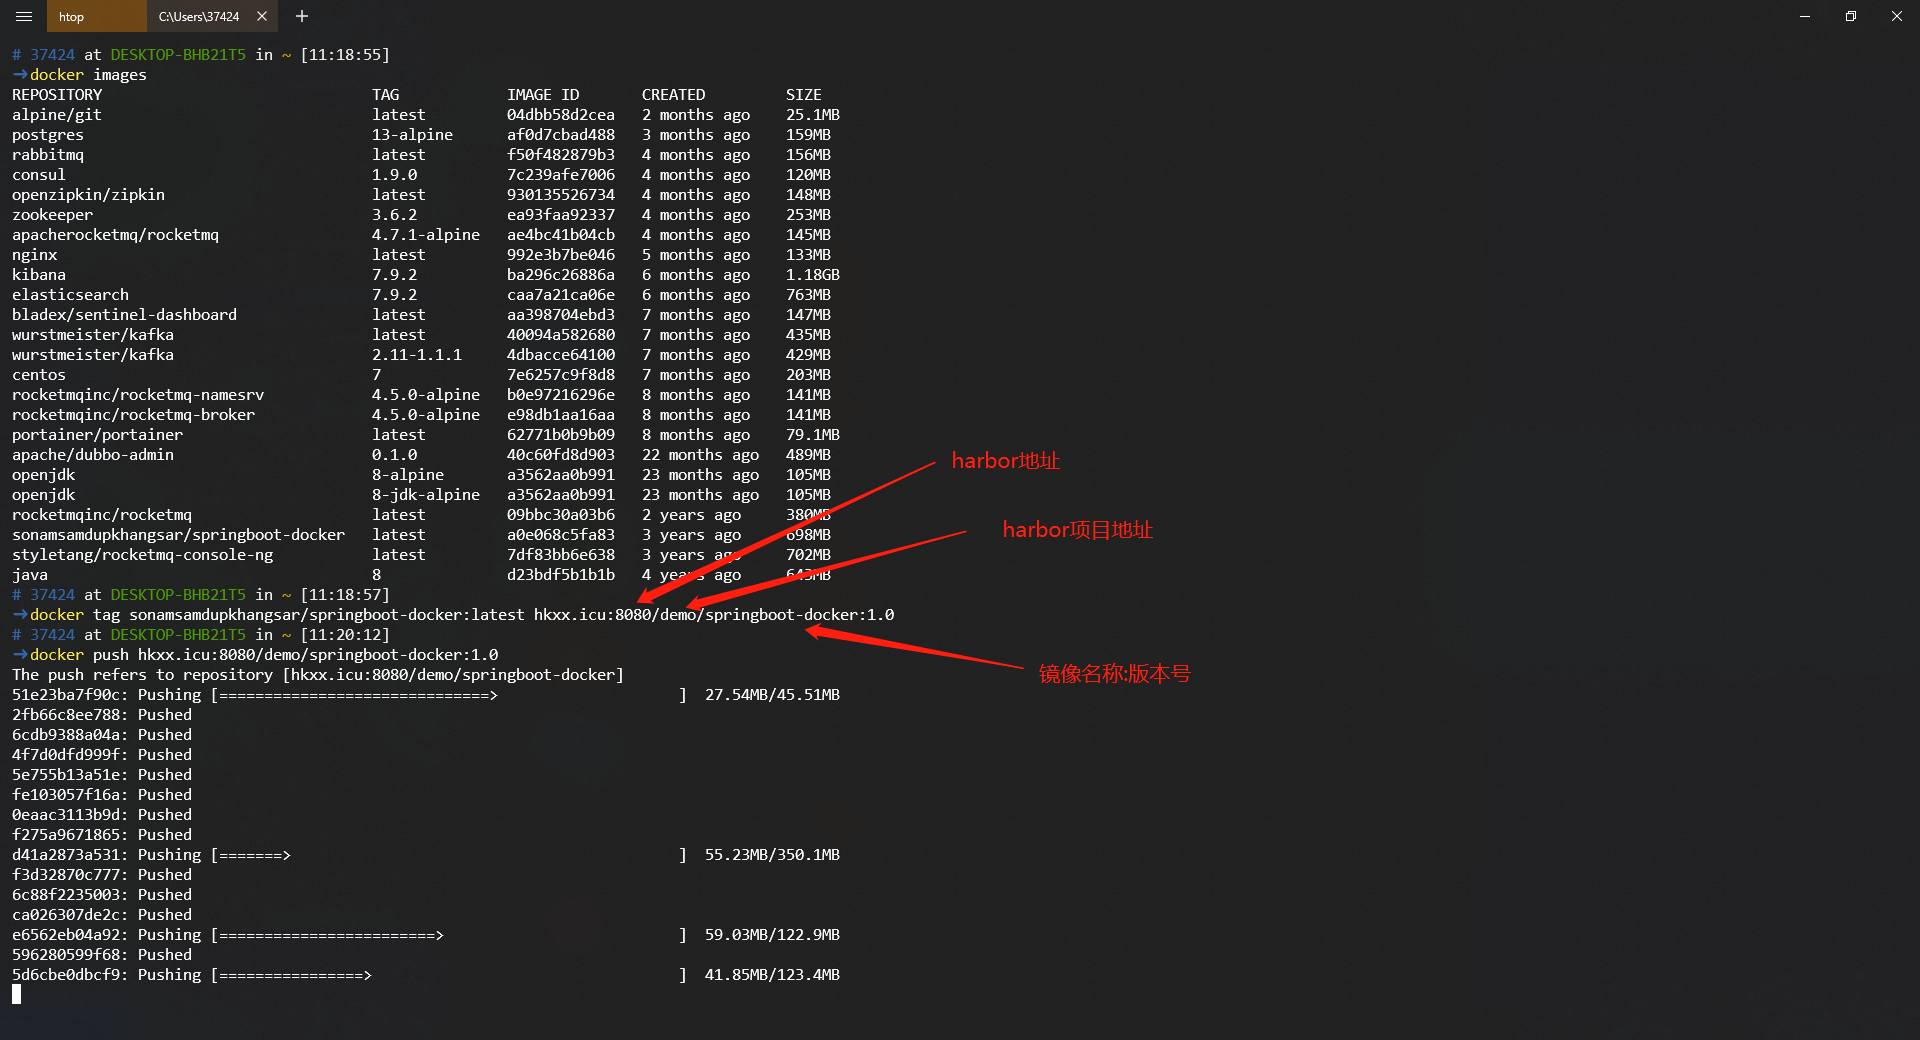 htop
C:\Users\37424
# 37424 at DESKTOP-BHB21T5 in ~ [11:18:55]
→docker images
REPOSITORY TAG IMAGE ID CREATED SIZE
alpine/git latest 04dbb58d2cea 2 months ago 25.1MB
postgres 13-alpine af0d7cbad488 3 months ago 159MB
rabbitmq latest f50f482879b3 4 months ago 156MB
consul 1.9.0 7c239afe7006 4 months ago 120MB
openzipkin/zipkin latest 930135526734 4 months ago 148MB
zookeeper 3.6.2 ea93faa92337 4 months ago 253MB
apacherocketmq/rocketmq 4.7.1-alpine ae4bc41b04cb 4 months ago 145MB
nginx latest 992e3b7be046 5 months ago 133MB
kibana 7.9.2 ba296c26886a 6 months ago 1.18GB
elasticsearch 7.9.2 caa7a21ca06e 6 months ago 763MB
bladex/sentinel-dashboard latest aa398704ebd3 7 months ago 147MB
wurstmeister/kafka latest 40094a582680 7 months ago 435MB
wurstmeister/kafka 2.11-1.1.1 4dbacce64100 7 months ago 429MB
centos 7 7e6257c9f8d8 7 months ago 203MB
rocketmqinc/rocketmq-namesrv 4.5.0-alpine b0e97216296e 8 months ago 141MB
rocketmqinc/rocketmq-broker 4.5.0-alpine e98db1aa16aa 8 months ago 141MB
portainer/portainer latest 62771b0b9b09 8 months ago 79.1MB
apache/dubbo-admin 0.1.0 40c60fd8d903 22 months ago 489MB
harbor地址
openjdk 8-alpine a3562aa0b991 23 months ago 105MB
openjdk 8-jdk-alpine a3562aa0b991 23 months ago 105MB
rocketmqinc/rocketmq latest 09bbc30a03b6 2 years ago 380MB
harbor项目地址
sonamsamdupkhangsar/springboot-docker latest a0e068c5fa83 3 years ago 698MB
styletang/rocketmq-console-ng latest 7df83bb6e638 3 years ago 702MB
java 8 d23bdf5b1b1b 4 years ago 643MB
# 37424 at DESKTOP-BHB21T5 in ~ [11:18:57]
→docker tag sonamsamdupkhangsar/springboot-docker:latest hkxx.icu:8080/demo/springboot-docker:1.0
# 37424 at DESKTOP-BHB21T5 in ~ [11:20:12]
→docker push hkxx.icu:8080/demo/springboot-docker:1.0
The push refers to repository [hkxx.icu:8080/demo/springboot-docker]
镜像名称:版本号
51e23ba7f90c: Pushing [==============================> ] 27.54MB/45.51MB
2fb66c8ee788: Pushed
6cdb9388a04a: Pushed
4f7d0dfd999f: Pushed
5e755b13a51e: Pushed
fe103057f16a: Pushed
0eaac3113b9d: Pushed
f275a9671865: Pushed
d41a2873a531: Pushing [=======> ] 55.23MB/350.1MB
f3d32870c777: Pushed
6c88f2235003: Pushed
ca026307de2c: Pushed
e6562eb04a92: Pushing [========================> ] 59.03MB/122.9MB
596280599f68: Pushed
5d6cbe0dbcf9: Pushing [================> ] 41.85MB/123.4MB